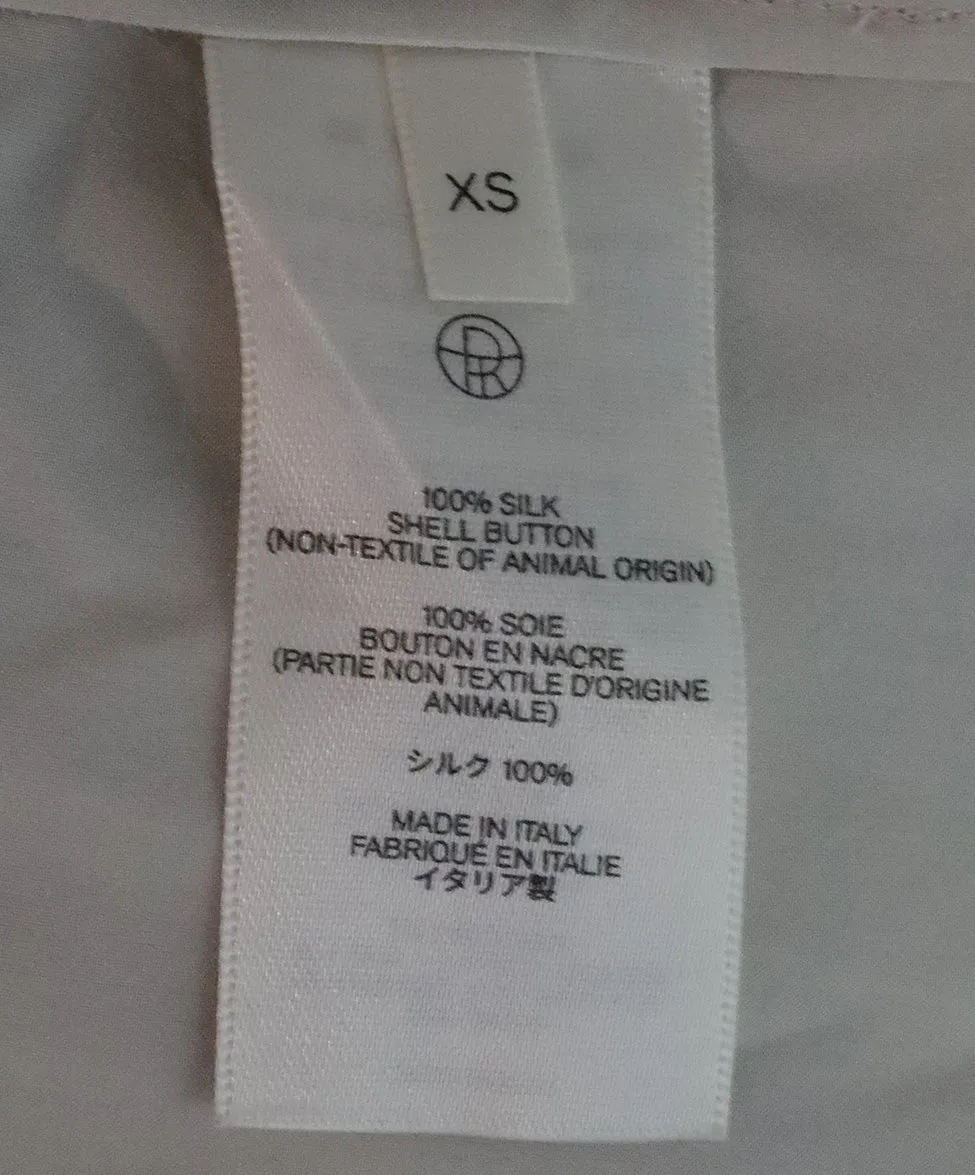 XS
100% SILK
SHELL BUTTON
(NON-TEXTILE OF ANIMAL ORIGIN)
100% SOIE
BOUTON EN NACRE
(PARTIE NON TEXTILE D'ORIGINE
ANIMALE)
シルク 100%
MADE IN ITALY
FABRIQUÉ EN ITALIE
イタリア製